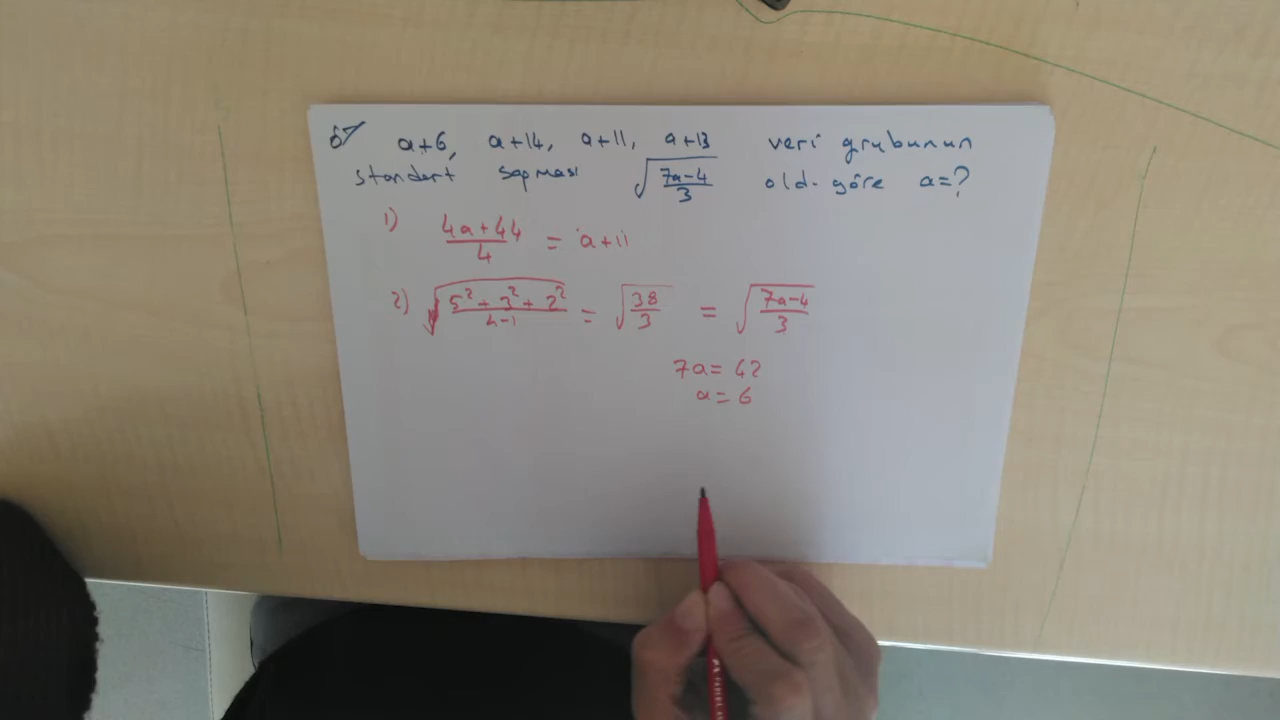 ör/ a+6, a+14, a+11, a+13 veri grubunun
standart sapması √((7a-4)/3) old. göre a=?
1) (4a+44)/4 = a+11
2) √((5²+3²+2²)/(4-1)) = √(38/3) = √((7a-4)/3)
7a=42
a=6